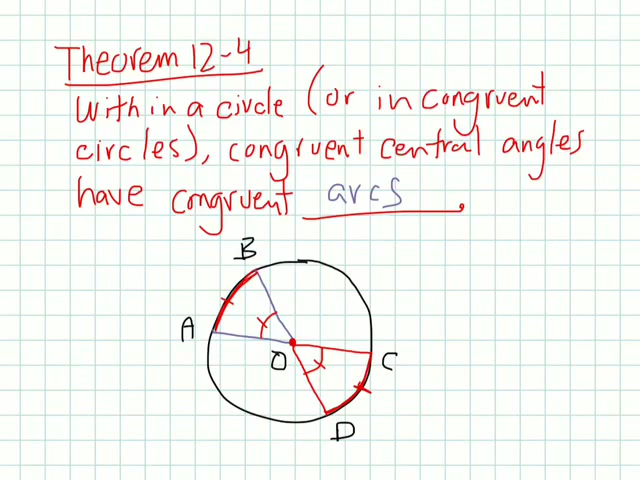 Theorem 12-4
Within a circle (or in congruent
circles), congruent central angles
have congruent arcs.
B
A
O
C
D